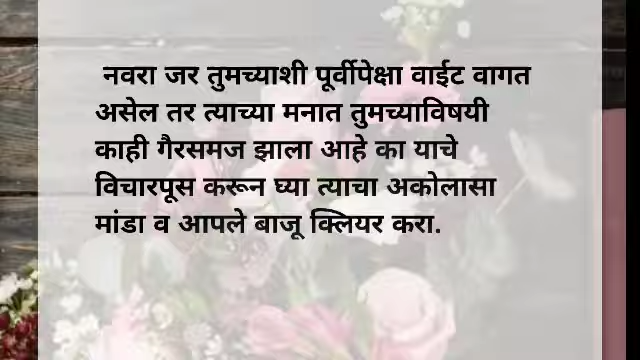 नवरा जर तुमच्याशी पूर्वीपेक्षा वाईट वागत
असेल तर त्याच्या मनात तुमच्याविषयी
काही गैरसमज झाला आहे का याचे
विचारपूस करून घ्या त्याचा अकोलासा
मांडा व आपले बाजू क्लियर करा.